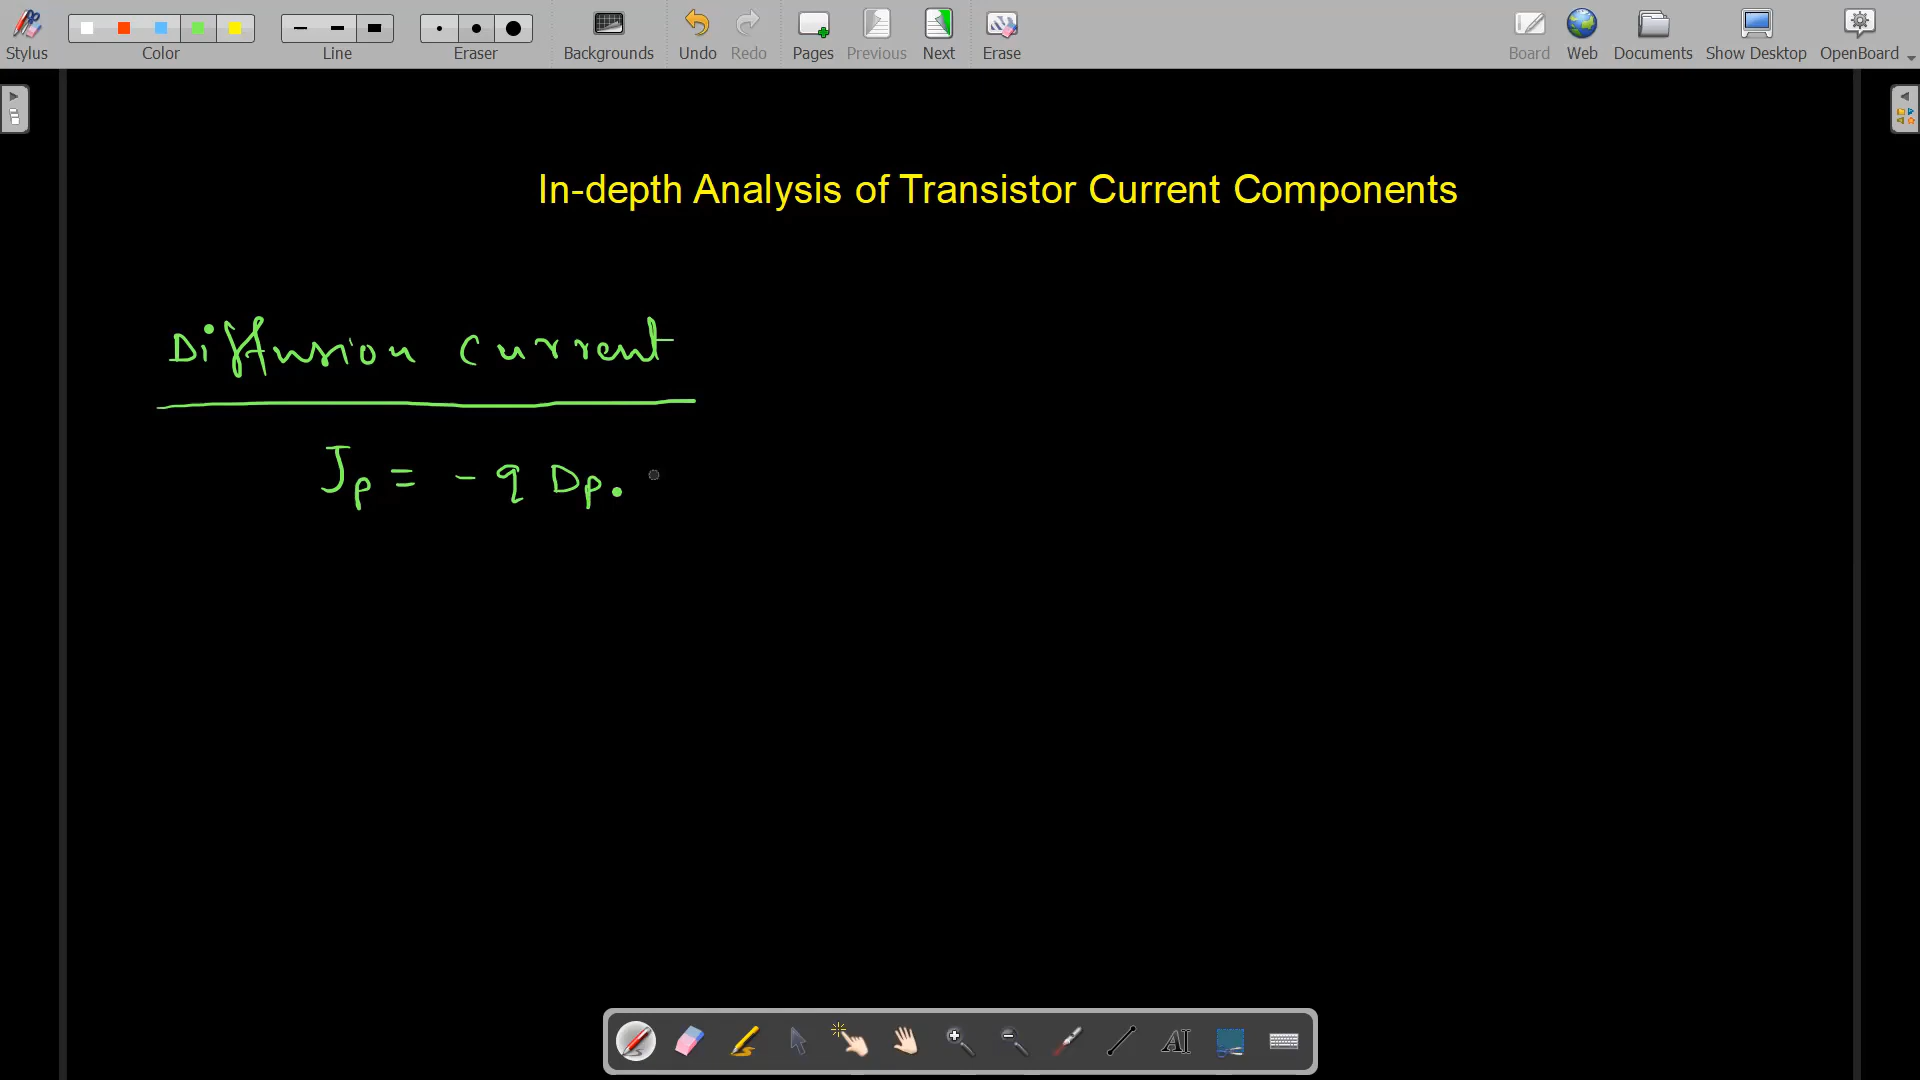 Stylus Color Line Eraser Backgrounds Undo Redo Pages Previous Next Erase Board Web Documents Show Desktop OpenBoard
In-depth Analysis of Transistor Current Components
Diffusion Current
Jp = - q Dp.
AI